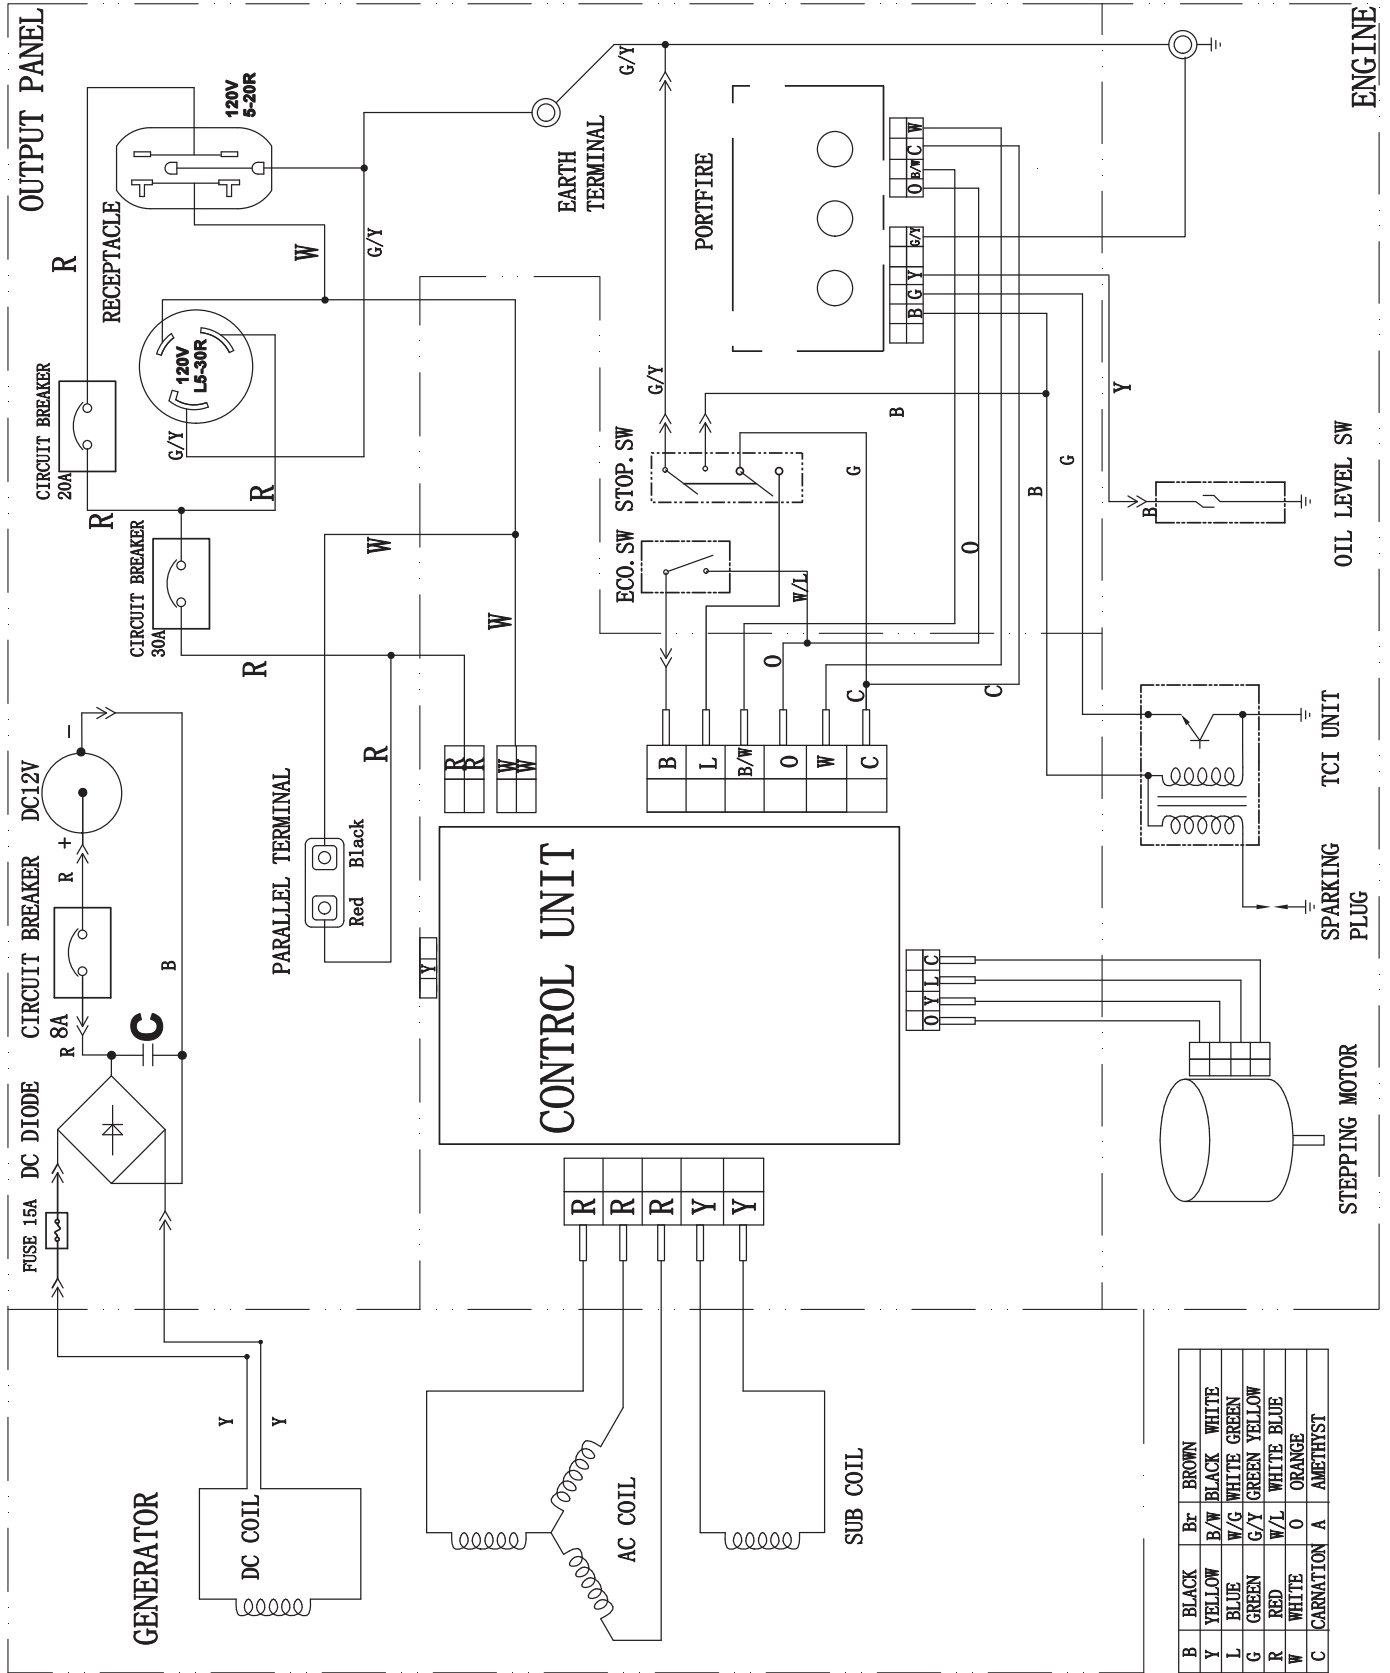 OUTPUT PANEL
ENGINE
GENERATOR
120V
5-20R
RECEPTACLE
R
W
G/Y
120V
L5-30R
G/Y
CIRCUIT BREAKER
20A
R
R
CIRCUIT BREAKER
30A
R
W
W
R
EARTH
TERMINAL
G/Y
G/Y
PORTFIRE
O B/W C W
B G Y G/Y
DC12V
+
-
R
CIRCUIT BREAKER
8A
R
C
B
DC DIODE
FUSE 15A
PARALLEL TERMINAL
Red
Black
ECO.SW
STOP.SW
W/L
O
G
B
O
C
C
B
G
Y
R
R
W
W
B
L
B/W
O
W
C
Y
CONTROL UNIT
O Y L C
R
R
R
Y
Y
B
OIL LEVEL SW
TCI UNIT
SPARKING
PLUG
STEPPING MOTOR
Y
Y
DC COIL
AC COIL
SUB COIL
B BLACK Br BROWN
Y YELLOW B/W BLACK WHITE
L BLUE W/G WHITE GREEN
G GREEN G/Y GREEN YELLOW
R RED W/L WHITE BLUE
W WHITE O ORANGE
C CARNATION A AMETHYST